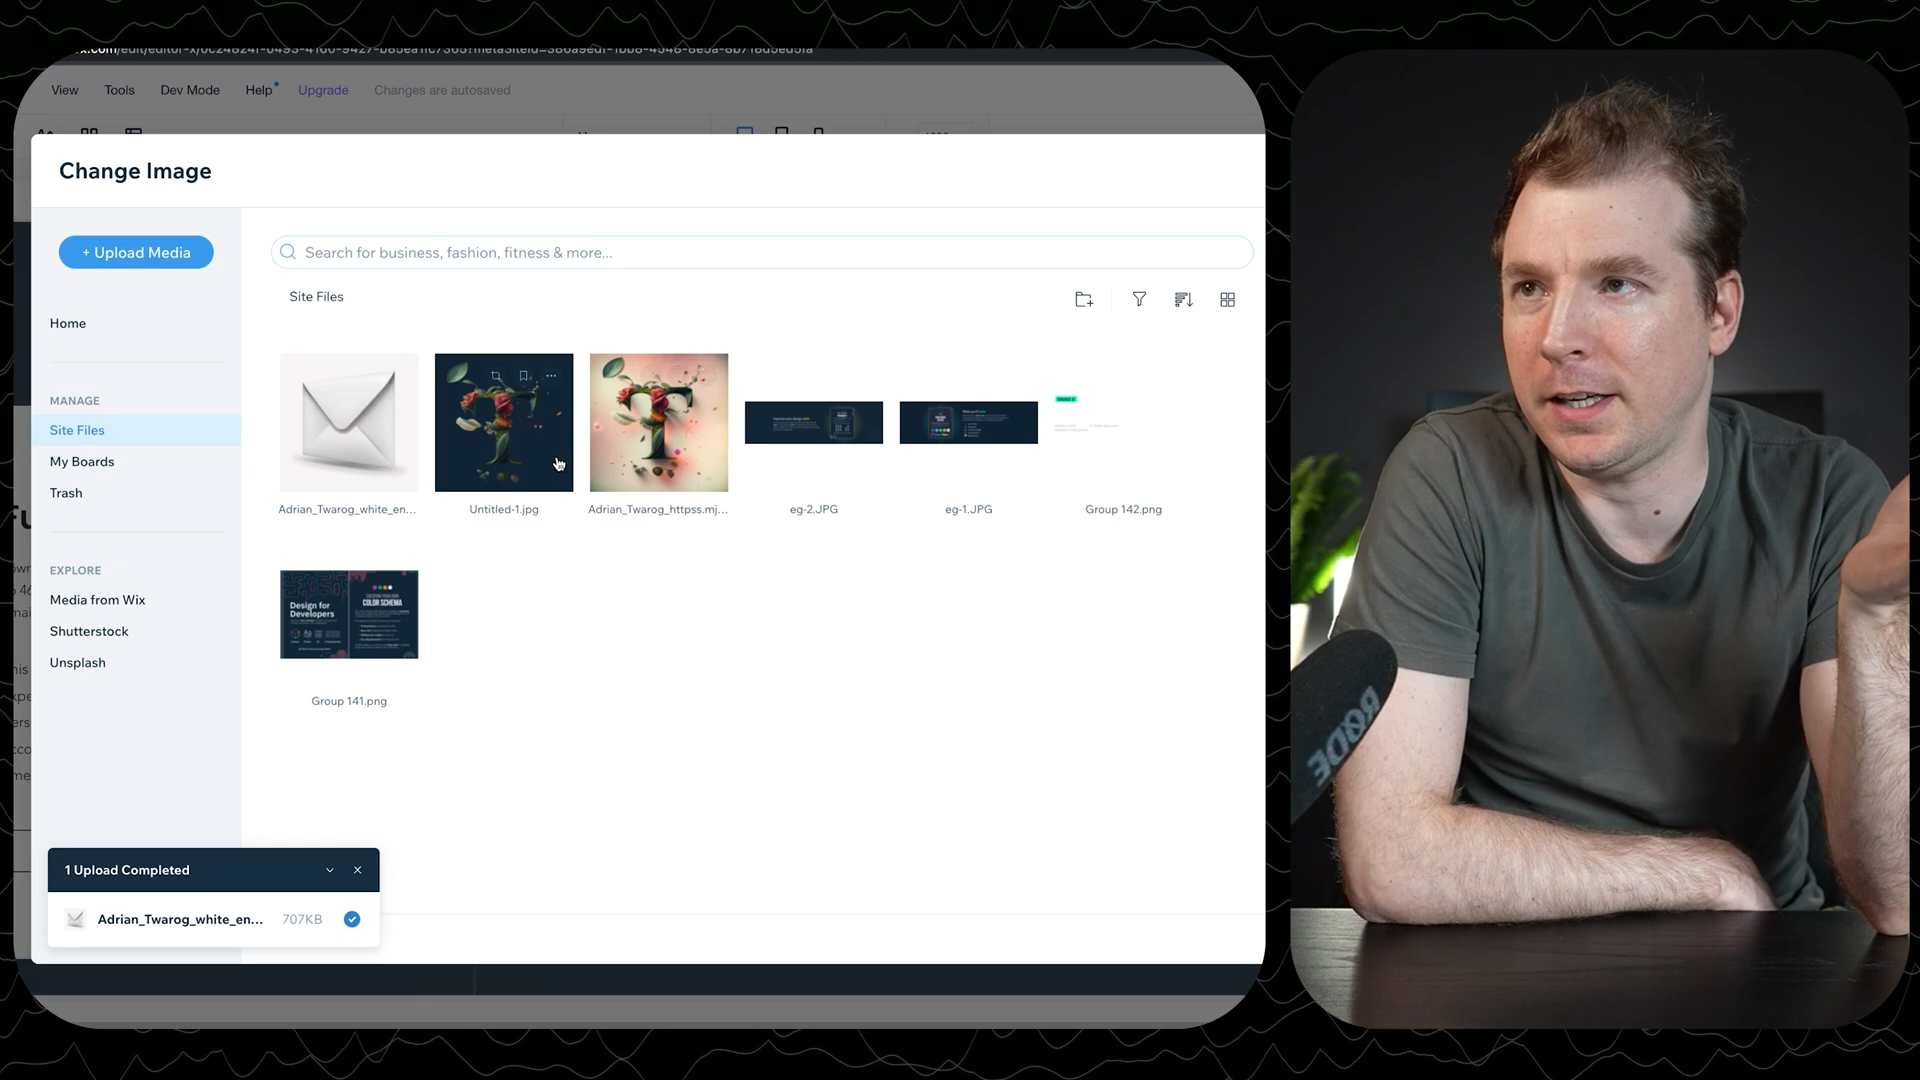 View Tools Dev Mode Help Upgrade Changes are autosaved
Change Image
+ Upload Media
Search for business, fashion, fitness & more...
Site Files
Home
MANAGE
Site Files
My Boards
Trash
Adrian_Twarog_white_en...
Untitled-1.jpg
Adrian_Twarog_httpss.mj...
eg-2.JPG
eg-1.JPG
Group 142.png
EXPLORE
Media from Wix
Shutterstock
Unsplash
Design for
Developers
COLOR SCHEMA
Group 141.png
1 Upload Completed
Adrian_Twarog_white_en... 707KB
RØDE